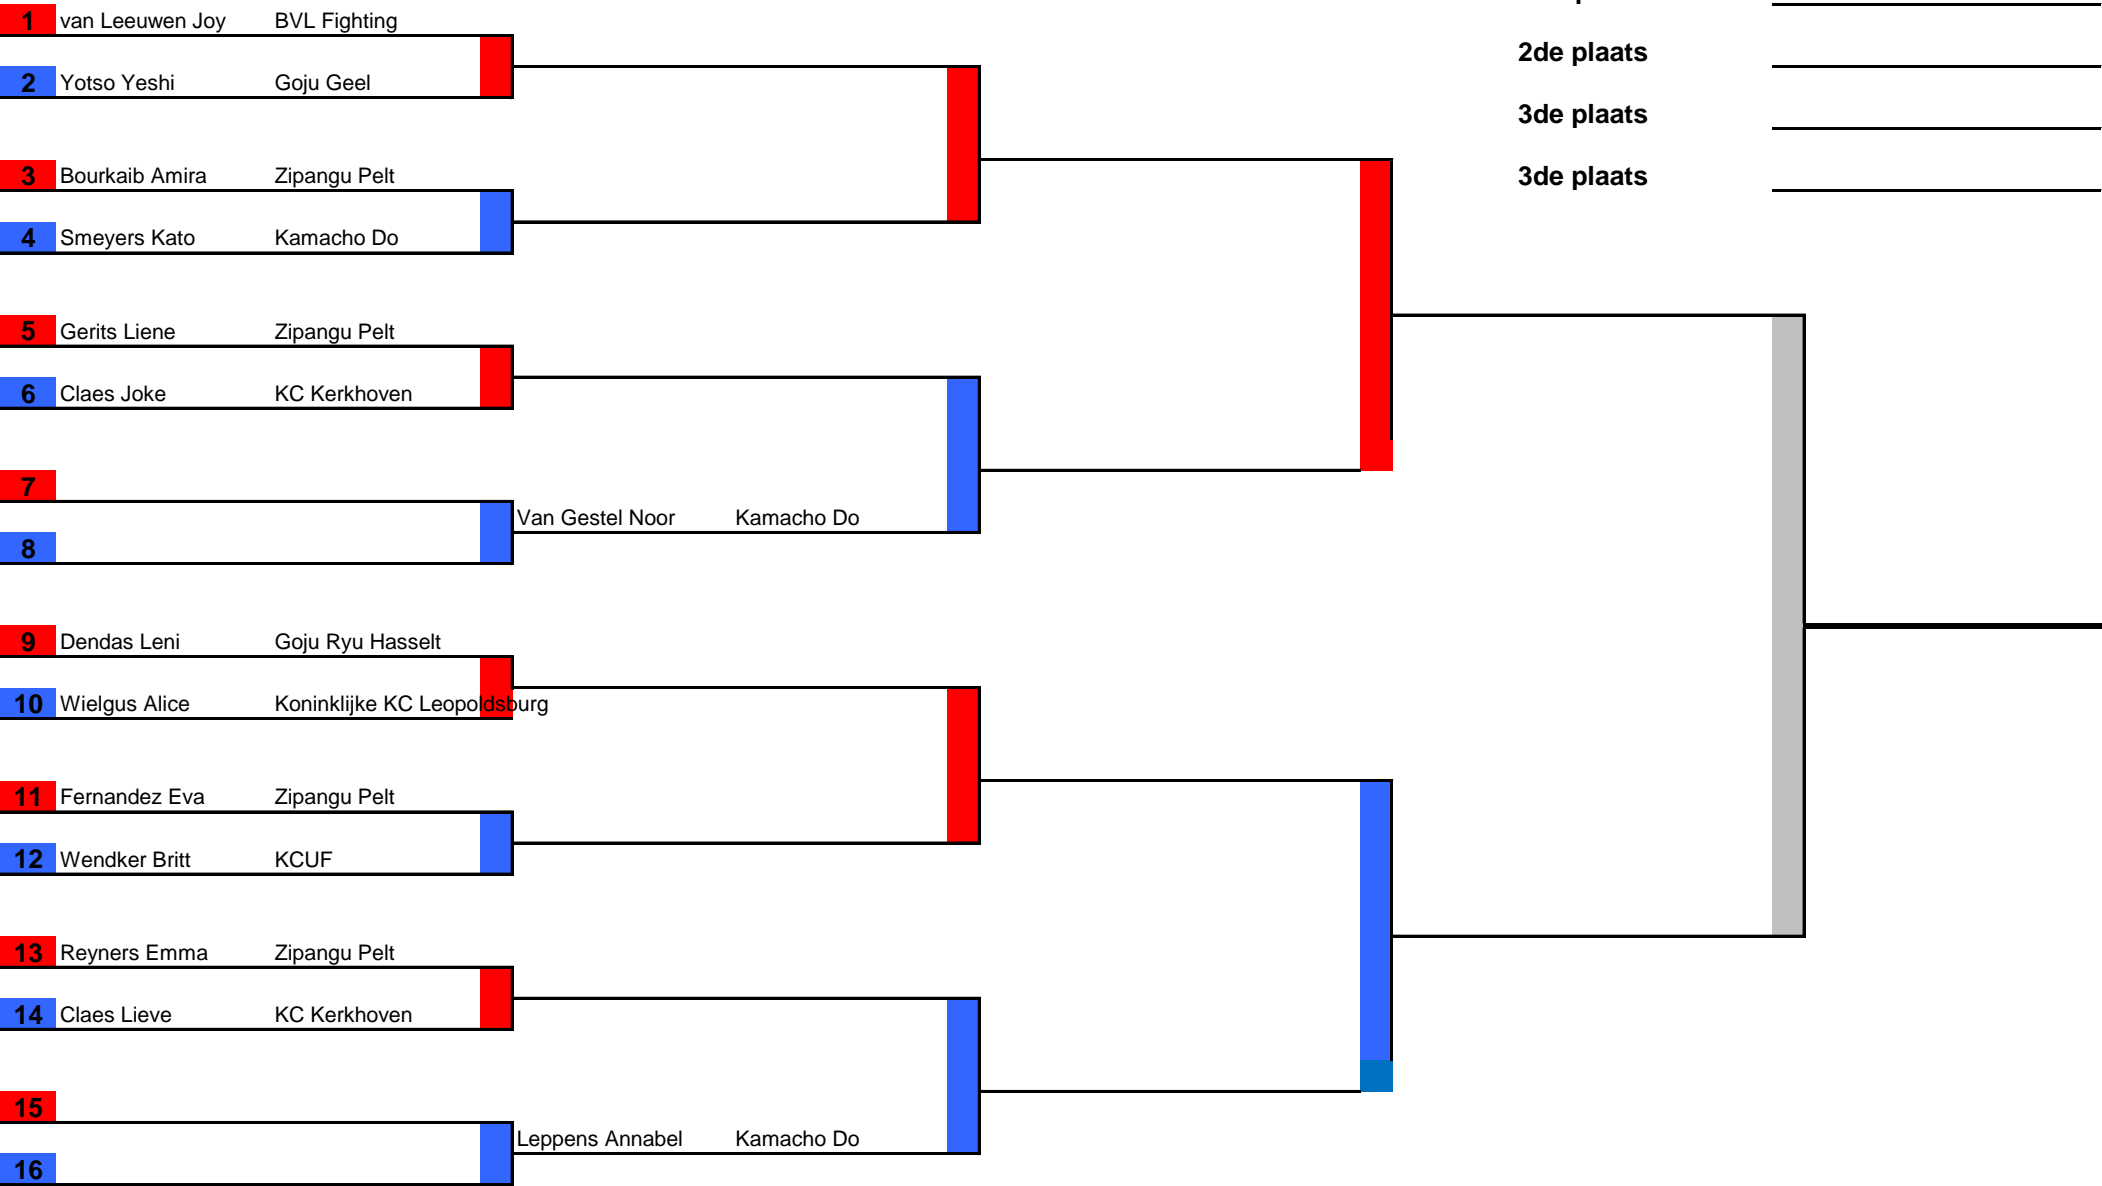 1 van Leeuwen Joy BVL Fighting
2de plaats
2 Yotso Yeshi Goju Geel
3de plaats
3 Bourkaib Amira Zipangu Pelt
3de plaats
4 Smeyers Kato Kamacho Do
5 Gerits Liene Zipangu Pelt
6 Claes Joke KC Kerkhoven
7
Van Gestel Noor Kamacho Do
8
9 Dendas Leni Goju Ryu Hasselt
10 Wielgus Alice Koninklijke KC Leopoldsburg
11 Fernandez Eva Zipangu Pelt
12 Wendker Britt KCUF
13 Reyners Emma Zipangu Pelt
14 Claes Lieve KC Kerkhoven
15
Leppens Annabel Kamacho Do
16